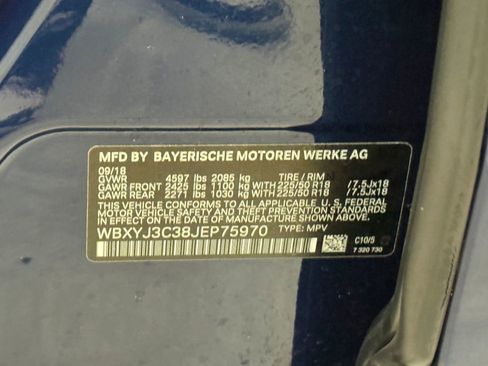 MFD BY BAYERISCHE MOTOREN WERKE AG
09/18
GVWR 4597 lbs 2085 kg TIRE / RIM
GAWR FRONT 2425 lbs 1100 kg WITH 225/50 R18 /7.5Jx18
GAWR REAR 2271 lbs 1030 kg WITH 225/50 R18 /7.5Jx18
THIS VEHICLE CONFORMS TO ALL APPLICABLE U. S. FEDERAL
MOTOR VEHICLE SAFETY, BUMPER, AND THEFT PREVENTION
STANDARDS IN EFFECT ON THE DATE OF MANUFACTURE SHOWN ABOVE.
WBXYJ3C38JEP75970 TYPE: MPV C10/5
7 320 730